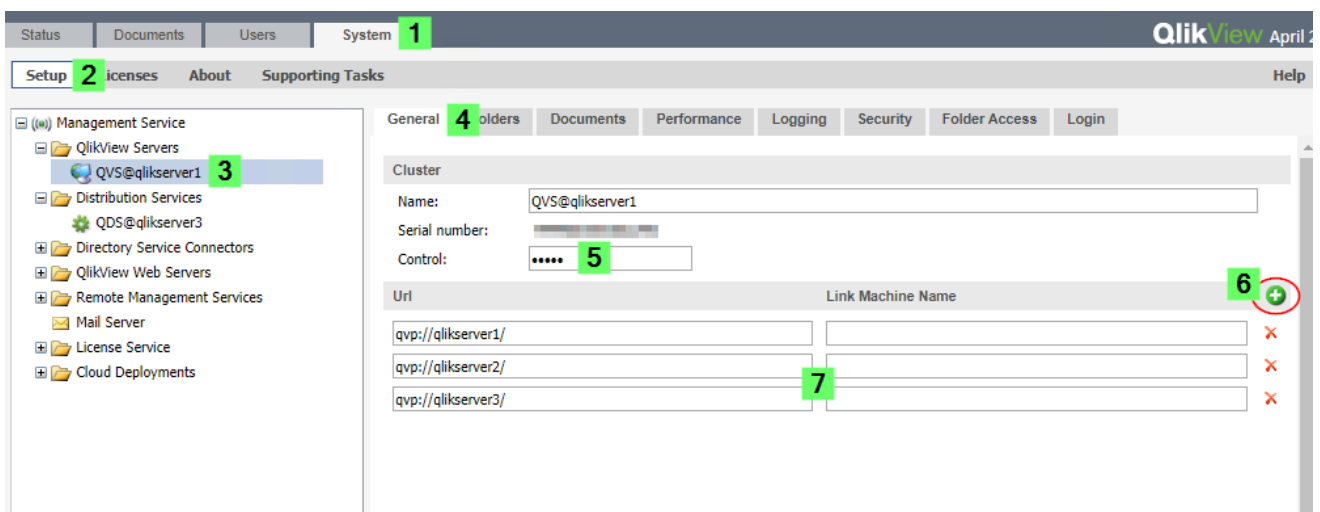 Status Documents Users System 1 QlikView April 2
Setup 2 icenses About Supporting Tasks Help
Management Service
QlikView Servers
QVS@qlikserver1 3
Distribution Services
QDS@qlikserver3
Directory Service Connectors
QlikView Web Servers
Remote Management Services
Mail Server
License Service
Cloud Deployments
General 4 olders Documents Performance Logging Security Folder Access Login
Cluster
Name: QVS@qlikserver1
Serial number:
Control: ••••• 5
Url Link Machine Name 6
qvp://qlikserver1/
qvp://qlikserver2/
7
qvp://qlikserver3/